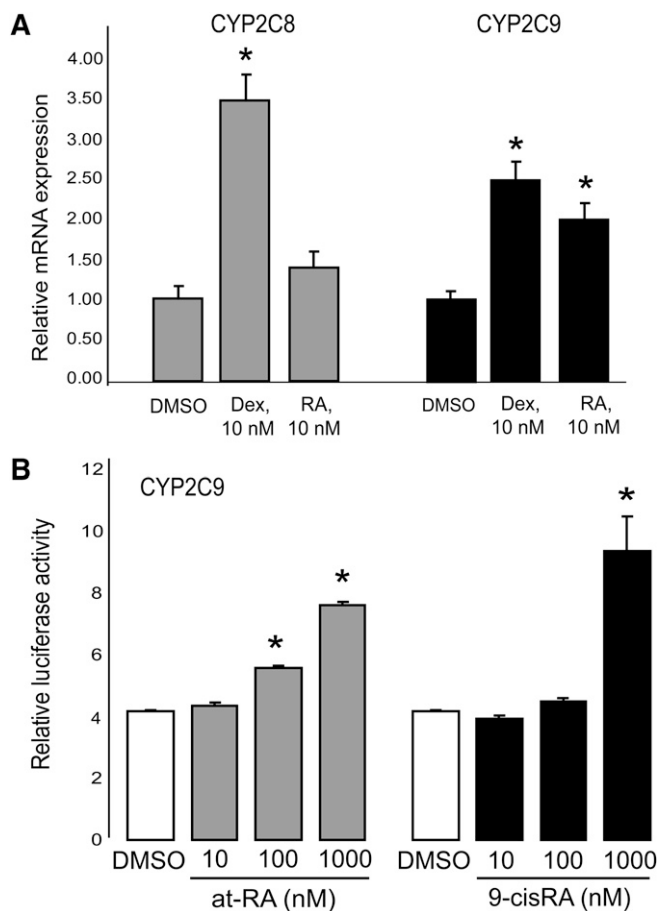 A
CYP2C8
CYP2C9
Relative mRNA expression
4.00
3.50
3.00
2.50
2.00
1.50
1.00
0.50
0.00
*
*
*
DMSO
Dex,
10 nM
RA,
10 nM
DMSO
Dex,
10 nM
RA,
10 nM
B
CYP2C9
Relative luciferase activity
12
10
8
6
4
2
0
*
*
*
DMSO 10 100 1000 DMSO 10 100 1000
at-RA (nM) 9-cisRA (nM)